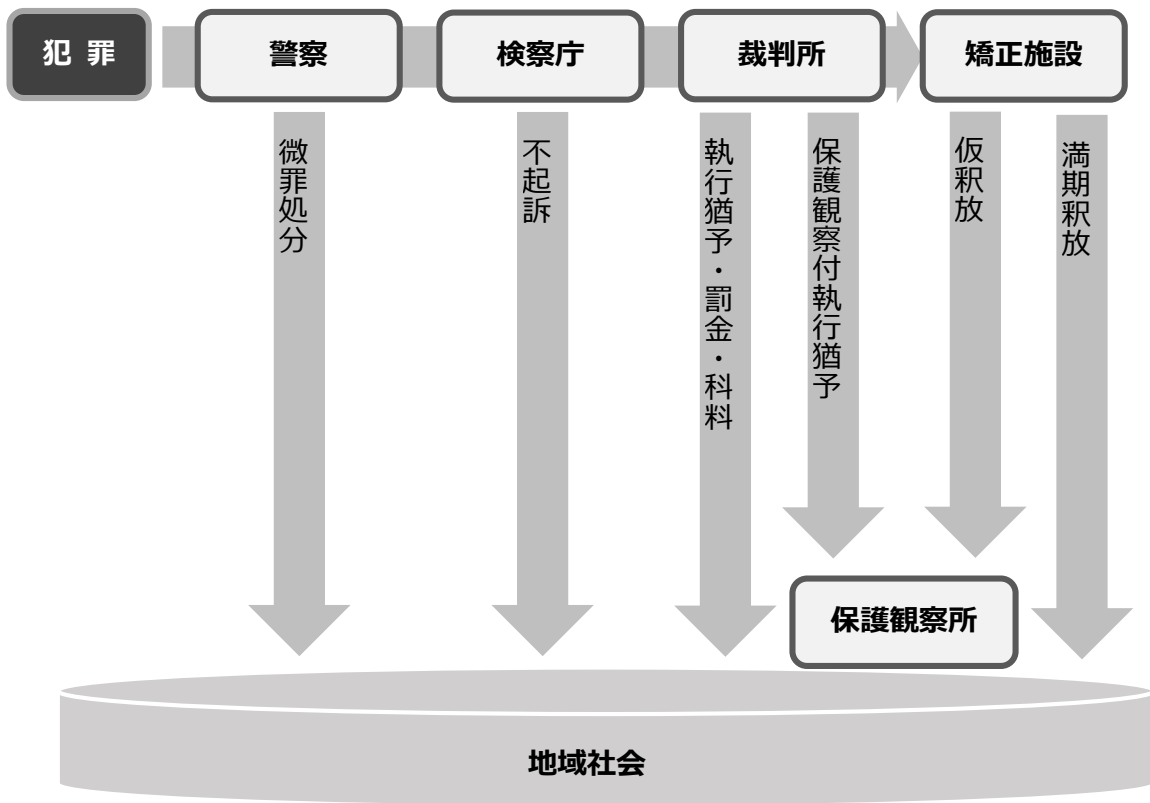 犯 罪
警察
検察庁
裁判所
矯正施設
微罪処分
不起訴
執行猶予・罰金・科料
保護観察付執行猶予
仮釈放
満期釈放
保護観察所
地域社会